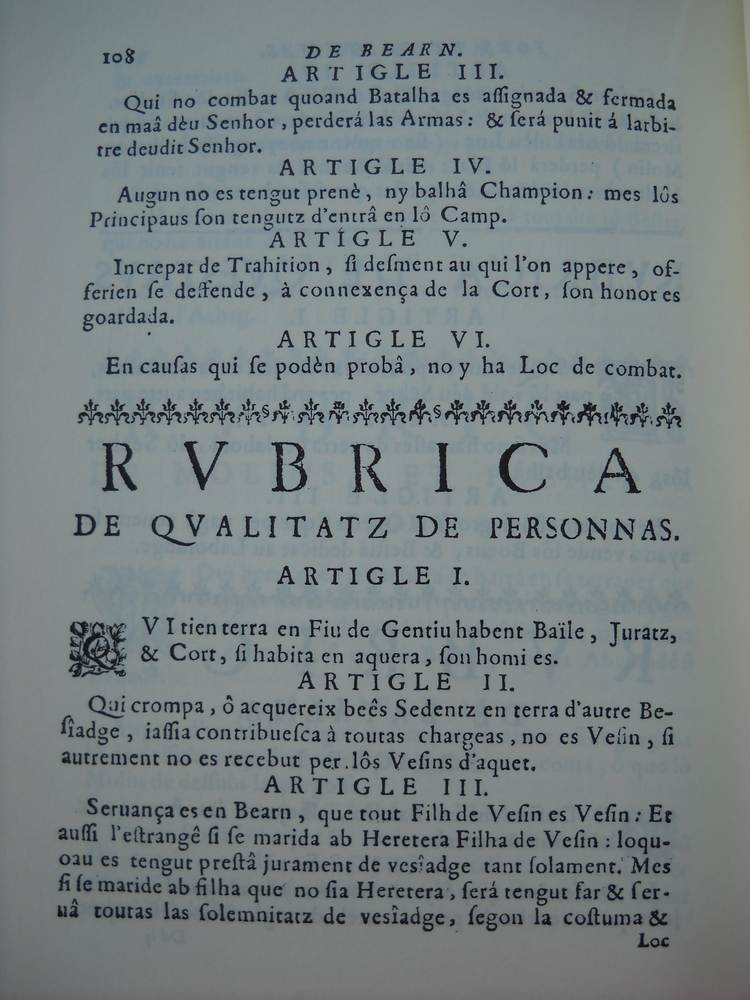 108 DE BEARN.
ARTIGLE III.
Qui no combat quoand Batalha es aſſignada & fermada
en maâ dèu Senhor, perderá las Armas: & ſerá punit á larbi-
tre deudit Senhor.
ARTIGLE IV.
Augun no es tengut prenè, ny balhâ Champion: mes lôs
Principaus ſon tengutz d'entrâ en lô Camp.
ARTIGLE V.
Increpat de Trahition, ſi deſment au qui l'on appere, of-
ferien ſe deffende, à connexença de la Cort, ſon honor es
goardada.
ARTIGLE VI.
En cauſas qui ſe podèn probâ, no y ha Loc de combat.
RVBRICA
DE QVALITATZ DE PERSONNAS.
ARTIGLE I.
QVI tien terra en Fiu de Gentiu habent Baïle, Juratz,
& Cort, ſi habita en aquera, ſon homi es.
ARTIGLE II.
Qui crompa, ô acquereix beês Sedentz en terra d'autre Be-
ſîadge, iaſſia contribueſca à toutas chargeas, no es Veſin, ſi
autrement no es recebut per lôs Veſins d'aquet.
ARTIGLE III.
Seruança es en Bearn, que tout Filh de Veſin es Veſin: Et
auſſi l'eſtrangê ſi ſe marida ab Heretera Filha de Veſin: loqu-
oau es tengut preſtâ jurament de vesîadge tant ſolament. Mes
ſi ſe maride ab filha que no ſia Heretera, ſerá tengut far & ſer-
uâ toutas las ſolemnitatz de vesîadge, ſegon la coſtuma &
Loc